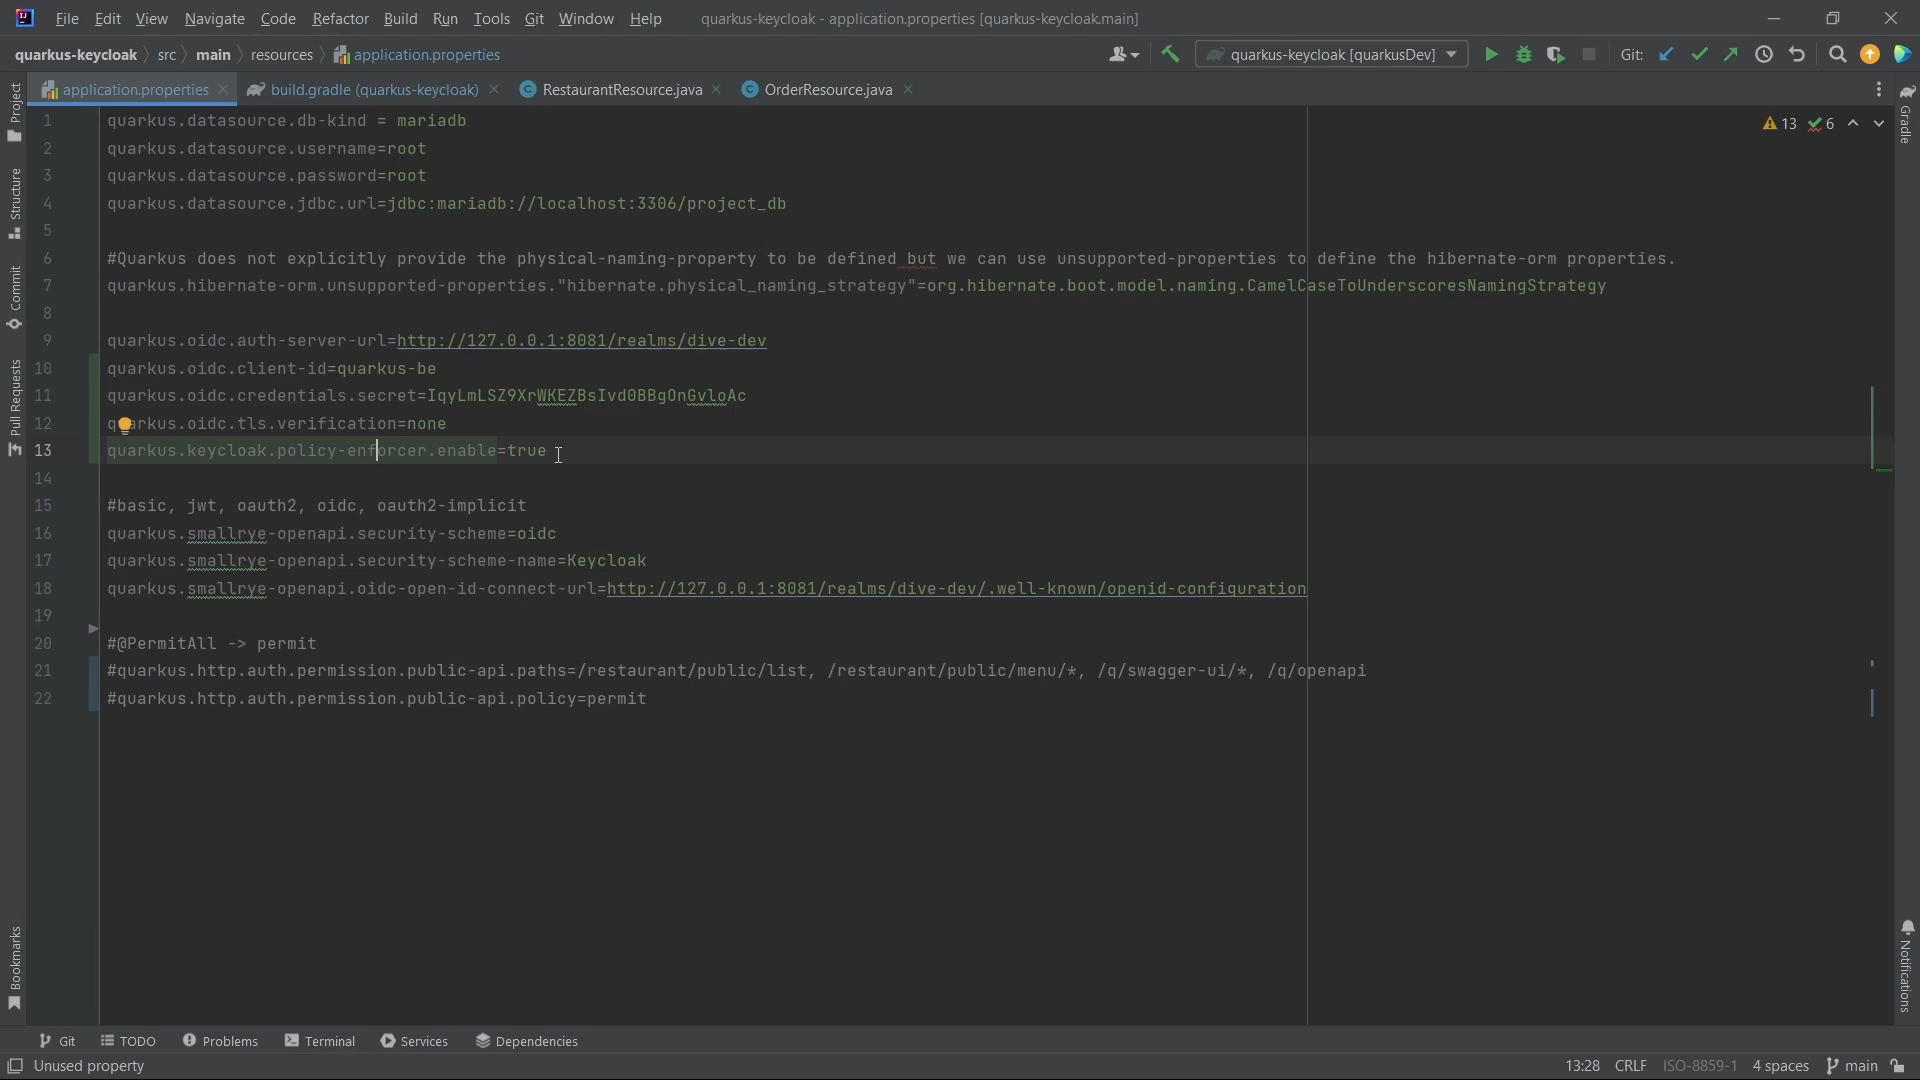 File Edit View Navigate Code Refactor Build Run Tools Git Window Help quarkus-keycloak - application.properties [quarkus-keycloak.main]
quarkus-keycloak src main resources application.properties quarkus-keycloak [quarkusDev] Git:
application.properties build.gradle (quarkus-keycloak) RestaurantResource.java OrderResource.java
Project
Structure
Commit
Pull Requests
Bookmarks
Gradle
Notifications
13 6
1 quarkus.datasource.db-kind = mariadb
2 quarkus.datasource.username=root
3 quarkus.datasource.password=root
4 quarkus.datasource.jdbc.url=jdbc:mariadb://localhost:3306/project_db
5
6 #Quarkus does not explicitly provide the physical-naming-property to be defined but we can use unsupported-properties to define the hibernate-orm properties.
7 quarkus.hibernate-orm.unsupported-properties."hibernate.physical_naming_strategy"=org.hibernate.boot.model.naming.CamelCaseToUnderscoresNamingStrategy
8
9 quarkus.oidc.auth-server-url=http://127.0.0.1:8081/realms/dive-dev
10 quarkus.oidc.client-id=quarkus-be
11 quarkus.oidc.credentials.secret=IqyLmLSZ9XrWKEZBsIvd0BBgOnGvloAc
12 quarkus.oidc.tls.verification=none
13 quarkus.keycloak.policy-enforcer.enable=true
14
15 #basic, jwt, oauth2, oidc, oauth2-implicit
16 quarkus.smallrye-openapi.security-scheme=oidc
17 quarkus.smallrye-openapi.security-scheme-name=Keycloak
18 quarkus.smallrye-openapi.oidc-open-id-connect-url=http://127.0.0.1:8081/realms/dive-dev/.well-known/openid-configuration
19
20 #@PermitAll -> permit
21 #quarkus.http.auth.permission.public-api.paths=/restaurant/public/list, /restaurant/public/menu/*, /q/swagger-ui/*, /q/openapi
22 #quarkus.http.auth.permission.public-api.policy=permit
Git TODO Problems Terminal Services Dependencies
Unused property 13:28 CRLF ISO-8859-1 4 spaces main